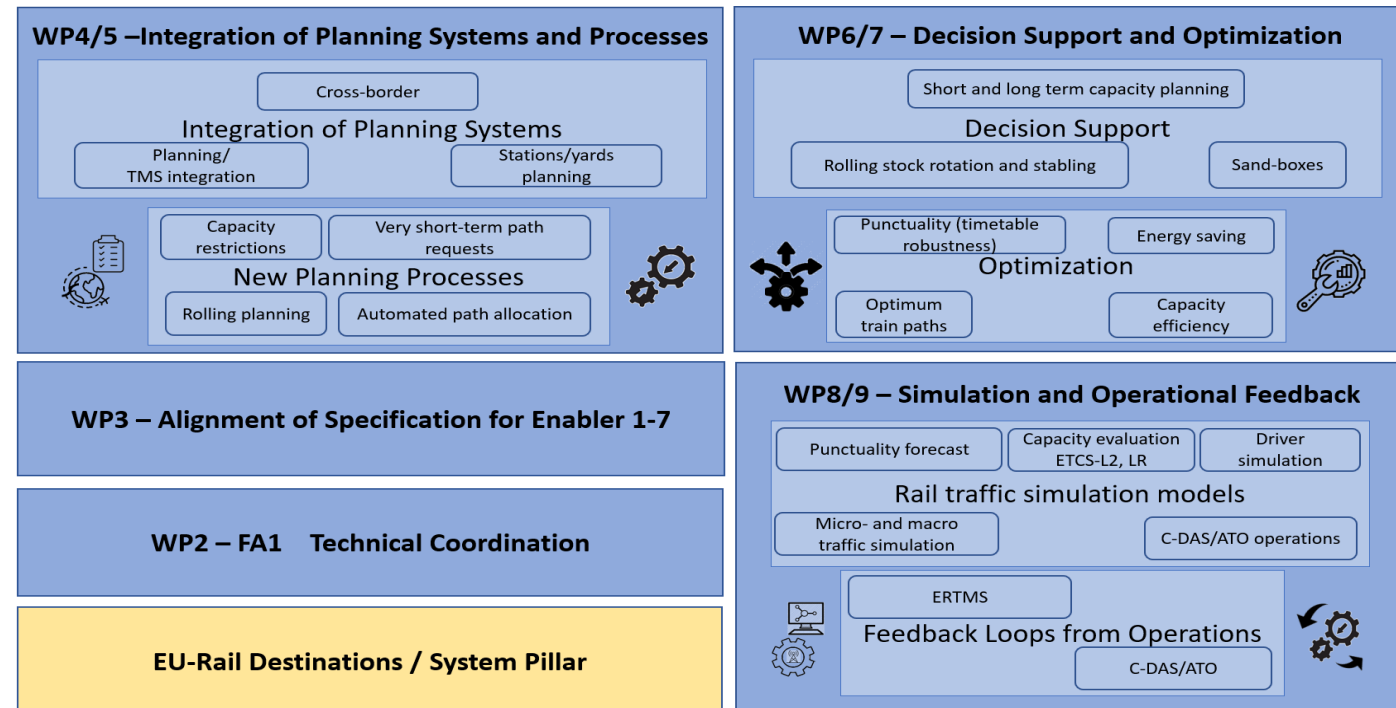 WP4/5 –Integration of Planning Systems and Processes
Cross-border
Integration of Planning Systems
Planning/
TMS integration
Stations/yards
planning
Capacity
restrictions
Very short-term path
requests
New Planning Processes
Rolling planning
Automated path allocation
WP6/7 – Decision Support and Optimization
Short and long term capacity planning
Decision Support
Rolling stock rotation and stabling
Sand-boxes
Punctuality (timetable
robustness)
Energy saving
Optimization
Optimum
train paths
Capacity
efficiency
WP3 – Alignment of Specification for Enabler 1-7
WP2 – FA1 Technical Coordination
EU-Rail Destinations / System Pillar
WP8/9 – Simulation and Operational Feedback
Punctuality forecast
Capacity evaluation
ETCS-L2, LR
Driver
simulation
Rail traffic simulation models
Micro- and macro
traffic simulation
C-DAS/ATO operations
ERTMS
Feedback Loops from Operations
C-DAS/ATO